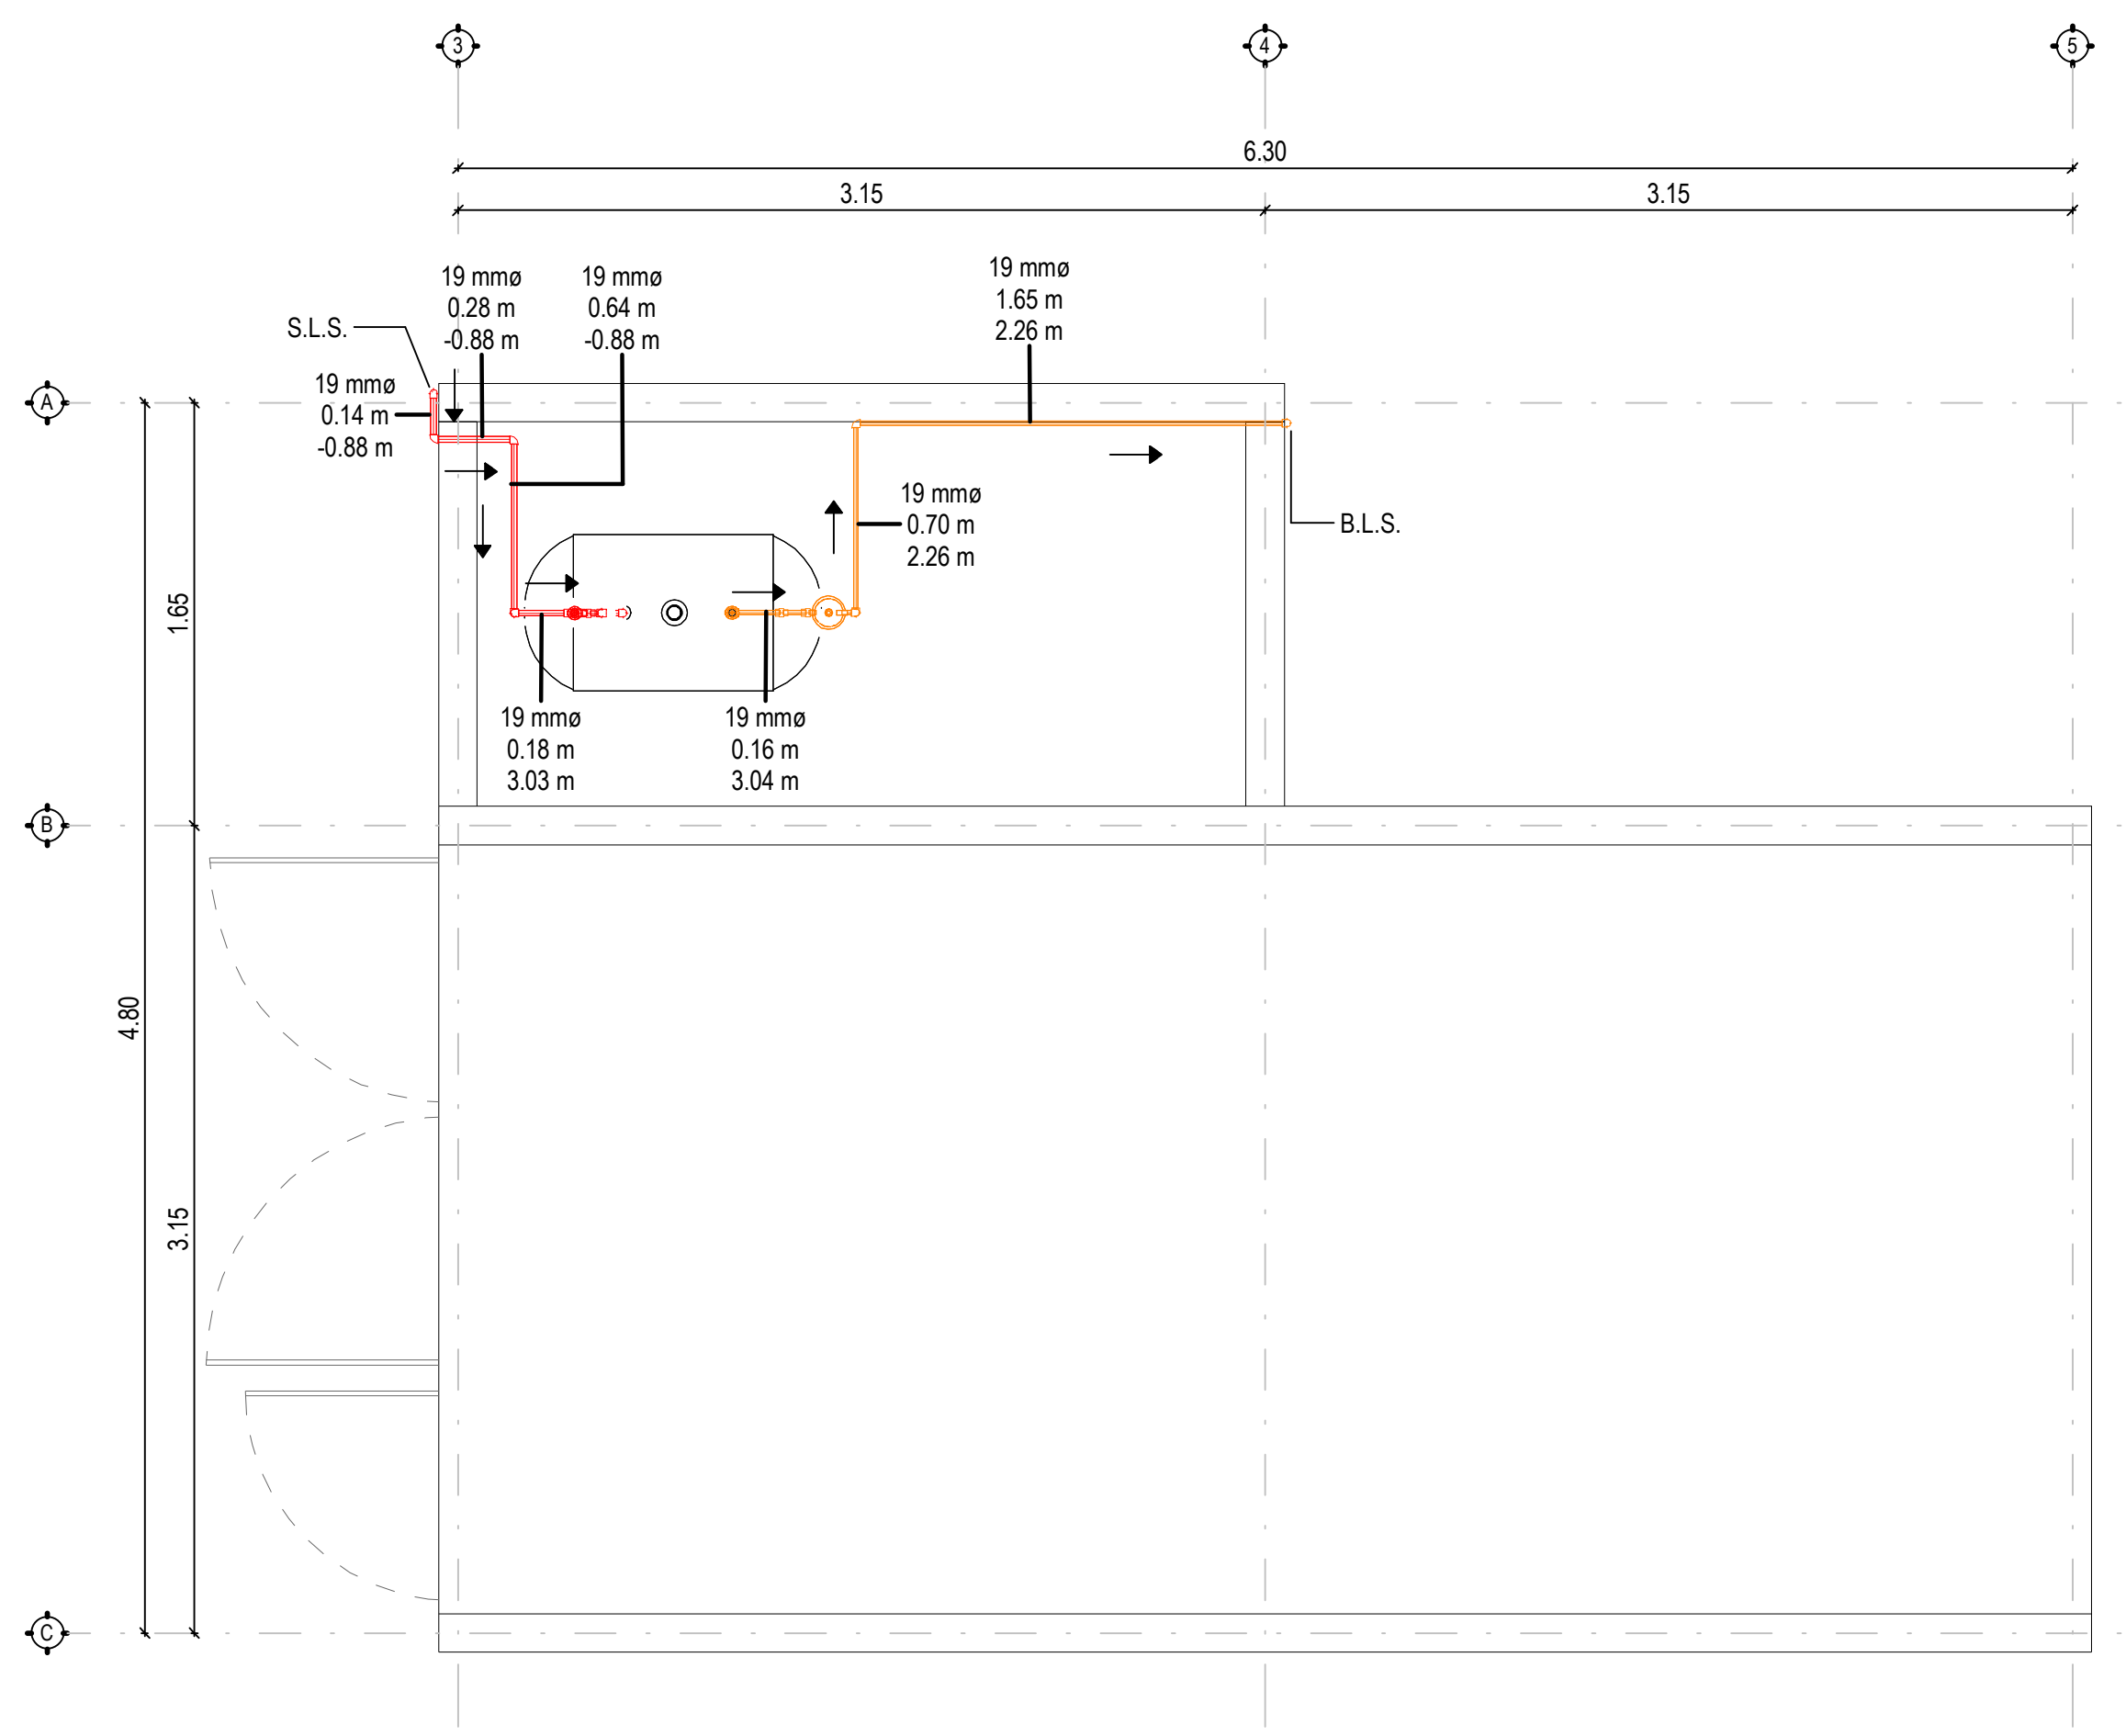 3
4
5
6.30
3.15
3.15
19 mmø
0.28 m
-0.88 m
19 mmø
0.64 m
-0.88 m
19 mmø
1.65 m
2.26 m
S.L.S.
19 mmø
0.14 m
-0.88 m
A
19 mmø
0.70 m
2.26 m
B.L.S.
1.65
19 mmø
0.18 m
3.03 m
19 mmø
0.16 m
3.04 m
B
4.80
3.15
C